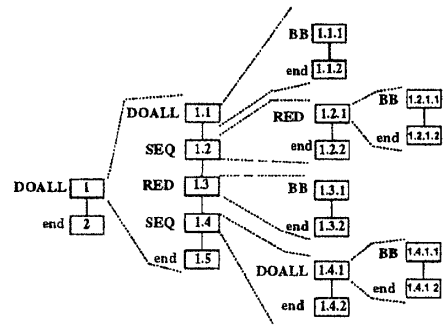 BB 1.1.1
end 1.1.2
DOALL 1.1
RED 1.2.1
BB 1.2.1.1
SEQ 1.2
end 1.2.2
end 1.2.1.2
DOALL 1
RED 1.3
BB 1.3.1
end 2
SEQ 1.4
end 1.3.2
end 1.5
DOALL 1.4.1
BB 1.4.1.1
end 1.4.2
end 1.4.1 2